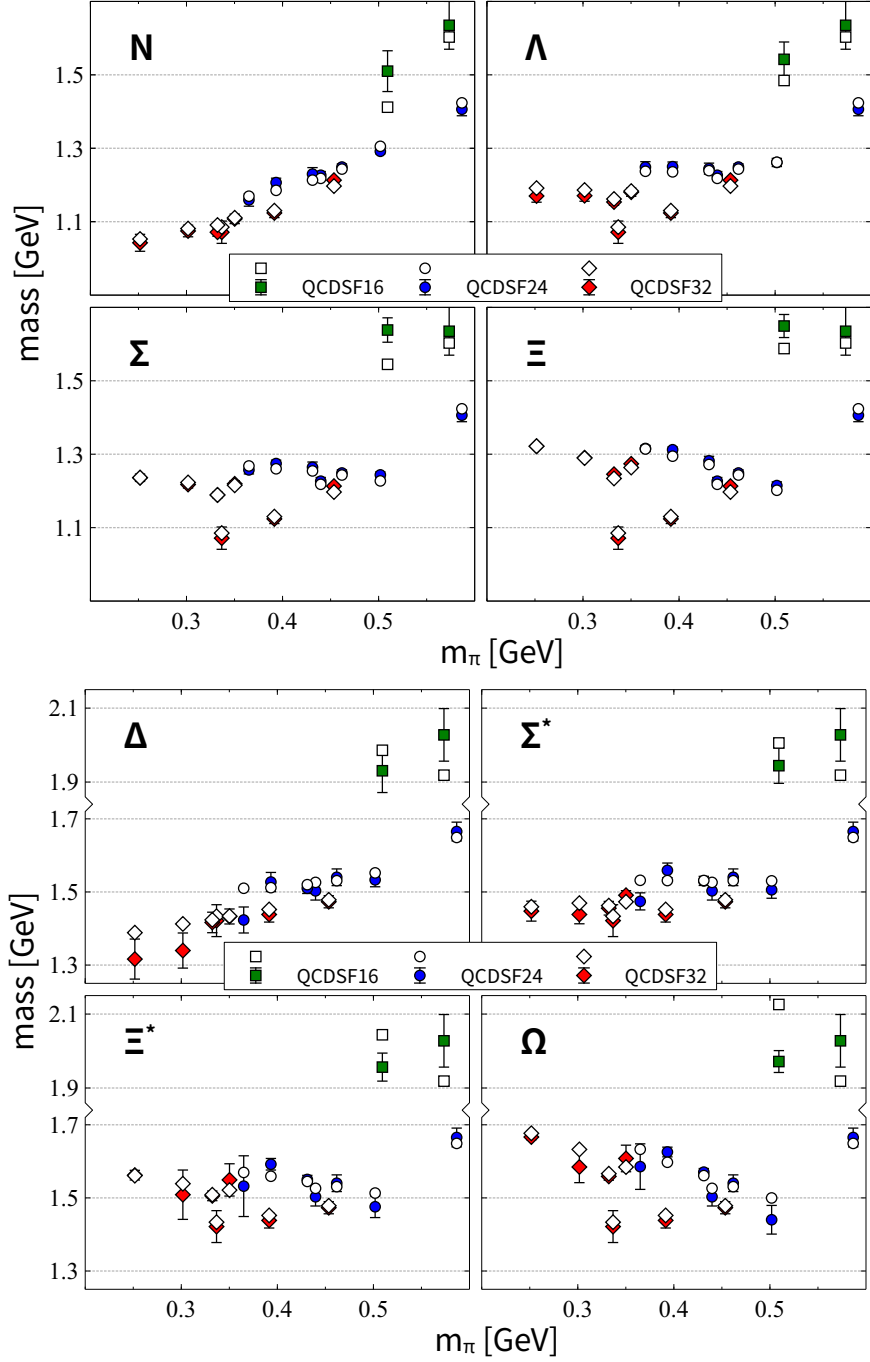 N
Λ
1.5
1.3
1.1
mass [GeV]
QCDSF16 QCDSF24 QCDSF32
Σ
Ξ
1.5
1.3
1.1
0.3 0.4 0.5 0.3 0.4 0.5
mπ [GeV]
2.1
Δ
Σ*
1.9
1.7
1.5
1.3
mass [GeV]
QCDSF16 QCDSF24 QCDSF32
2.1
Ξ*
Ω
1.9
1.7
1.5
1.3
0.3 0.4 0.5 0.3 0.4 0.5
mπ [GeV]